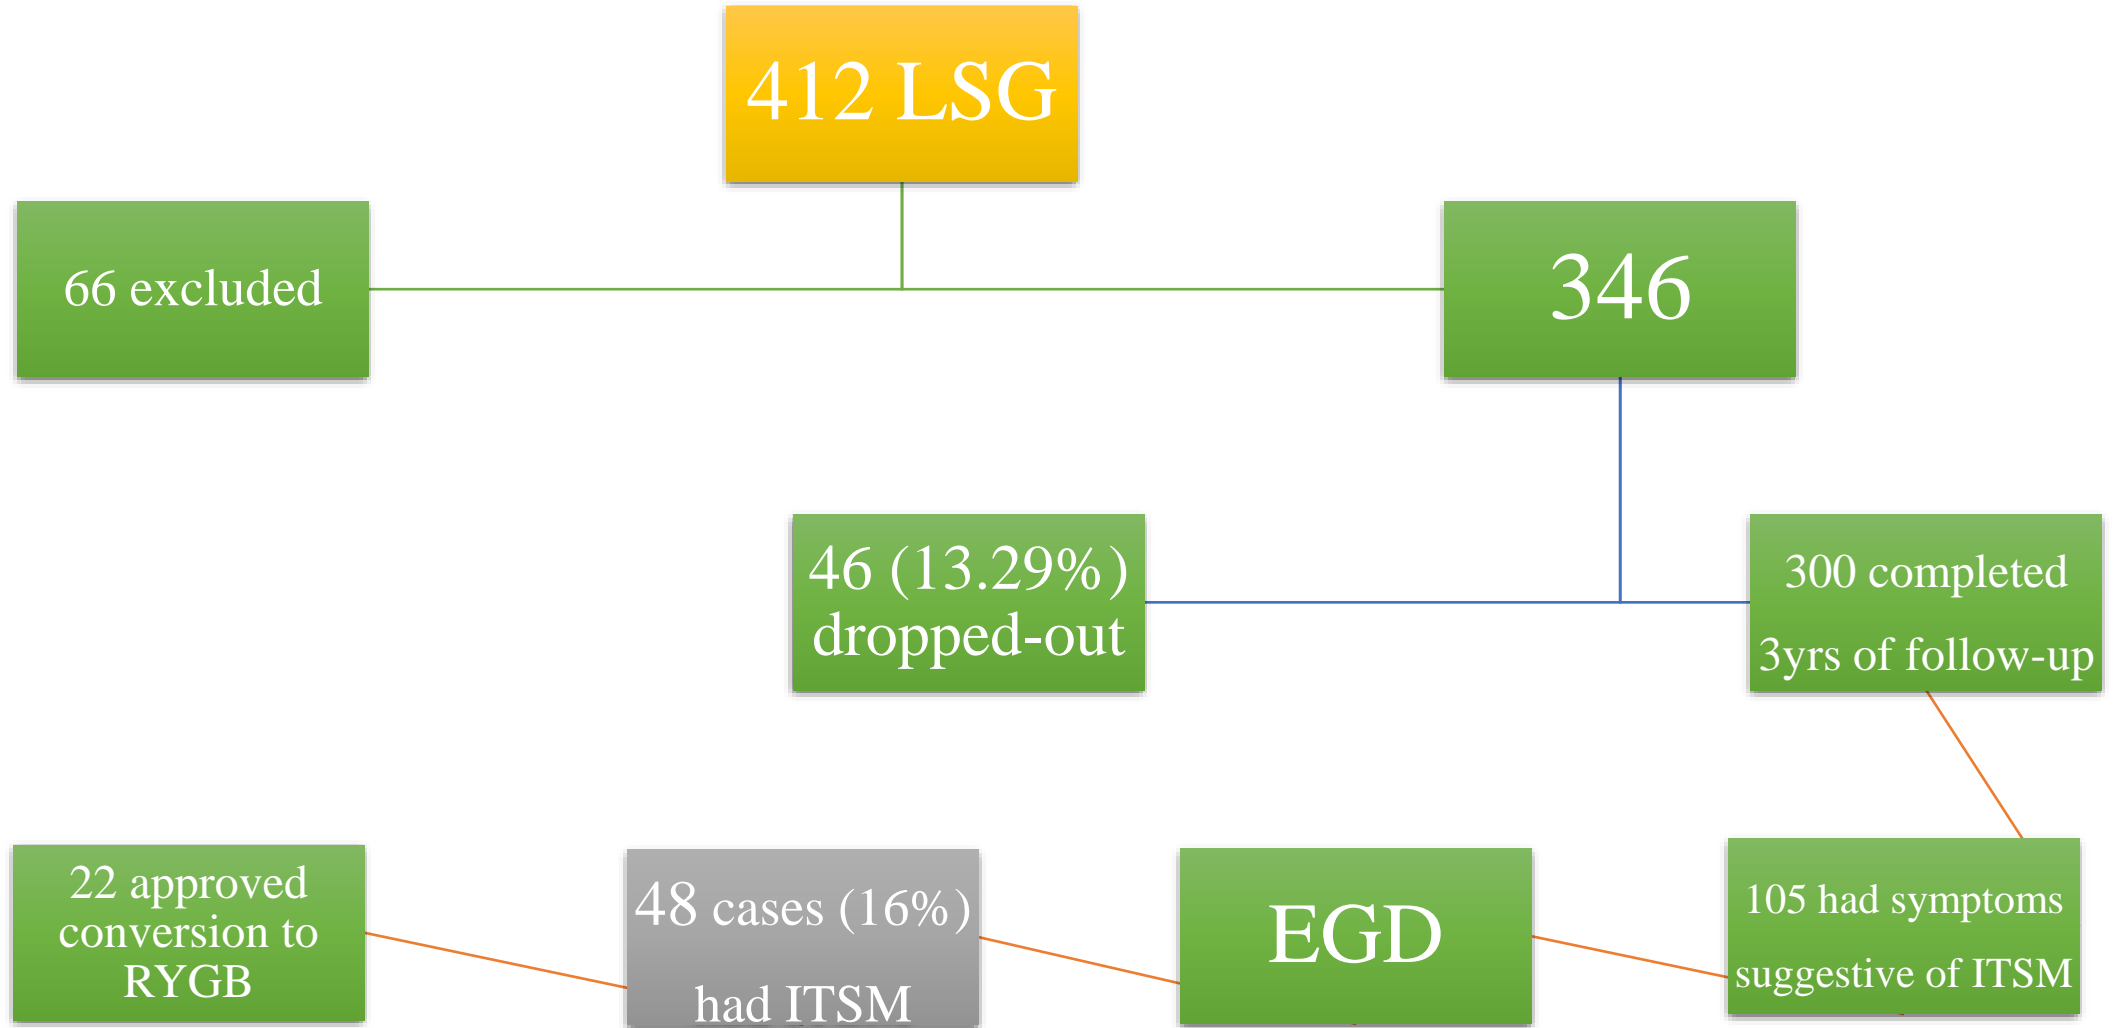 412 LSG
66 excluded
346
46 (13.29%)
dropped-out
300 completed
3yrs of follow-up
22 approved
conversion to
RYGB
48 cases (16%)
had ITSM
EGD
105 had symptoms
suggestive of ITSM